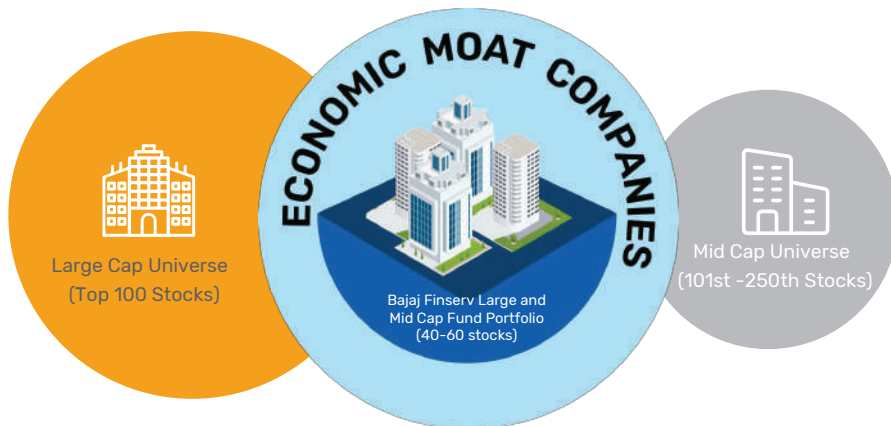 ECONOMIC MOAT COMPANIES
Large Cap Universe
(Top 100 Stocks)
Bajaj Finserv Large and
Mid Cap Fund Portfolio
(40-60 stocks)
Mid Cap Universe
(101st -250th Stocks)